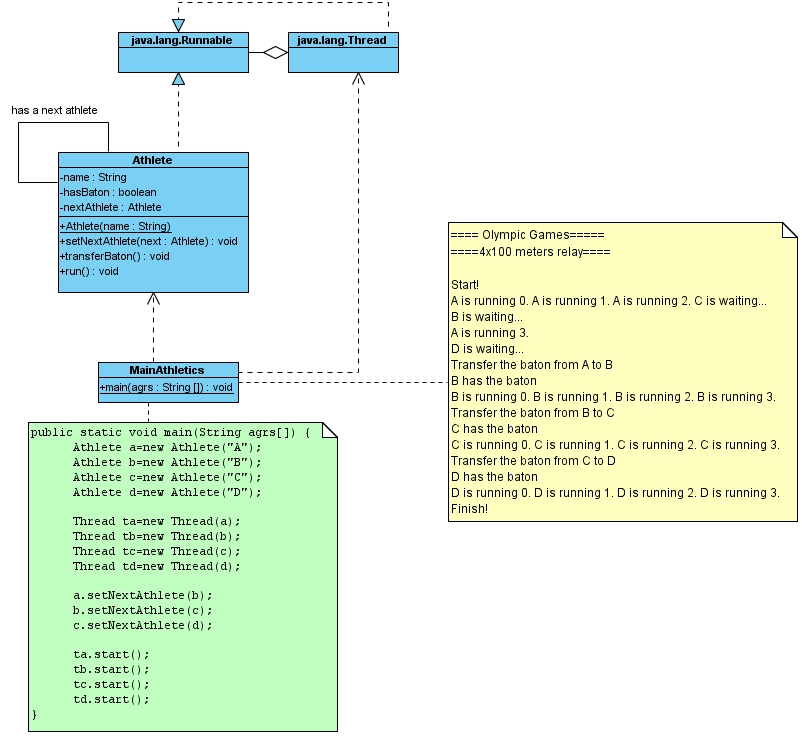 java.lang.Runnable
java.lang.Thread
has a next athlete
Athlete
-name : String
-hasBaton : boolean
-nextAthlete : Athlete
+Athlete(name : String)
+setNextAthlete(next : Athlete) : void
+transferBaton() : void
+run() : void
MainAthletics
+main(agrs : String []) : void
public static void main(String agrs[]) {
Athlete a=new Athlete("A");
Athlete b=new Athlete("B");
Athlete c=new Athlete("C");
Athlete d=new Athlete("D");
Thread ta=new Thread(a);
Thread tb=new Thread(b);
Thread tc=new Thread(c);
Thread td=new Thread(d);
a.setNextAthlete(b);
b.setNextAthlete(c);
c.setNextAthlete(d);
ta.start();
tb.start();
tc.start();
td.start();
}
==== Olympic Games=====
====4x100 meters relay====
Start!
A is running 0. A is running 1. A is running 2. C is waiting...
B is waiting...
A is running 3.
D is waiting...
Transfer the baton from A to B
B has the baton
B is running 0. B is running 1. B is running 2. B is running 3.
Transfer the baton from B to C
C has the baton
C is running 0. C is running 1. C is running 2. C is running 3.
Transfer the baton from C to D
D has the baton
D is running 0. D is running 1. D is running 2. D is running 3.
Finish!